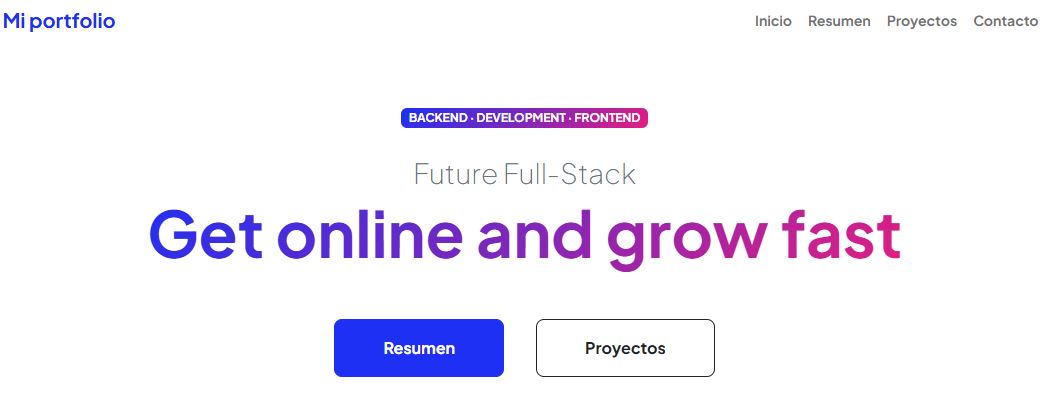 Mi portfolio
Inicio Resumen Proyectos Contacto
BACKEND · DEVELOPMENT · FRONTEND
Future Full-Stack
Get online and grow fast
Resumen
Proyectos